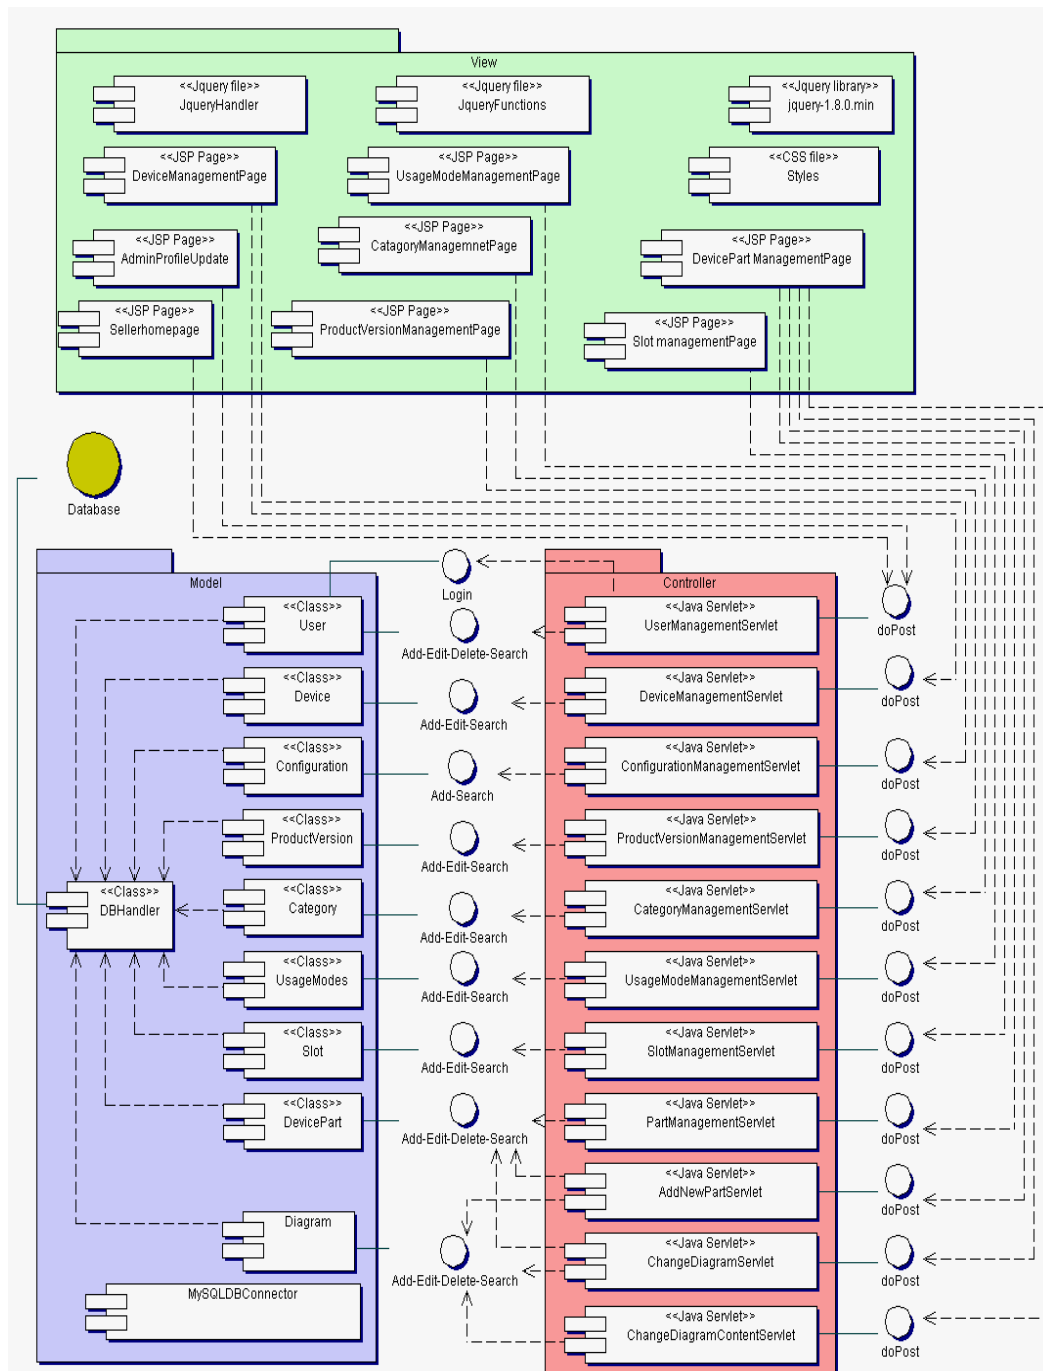 View
<<Jquery file>>
JqueryHandler
<<Jquery file>>
JqueryFunctions
<<Jquery library>>
jquery-1.8.0.min
<<JSP Page>>
DeviceManagementPage
<<JSP Page>>
UsageModeManagementPage
<<CSS file>>
Styles
<<JSP Page>>
AdminProfileUpdate
<<JSP Page>>
CatagoryManagemnetPage
<<JSP Page>>
DevicePart ManagementPage
<<JSP Page>>
Sellerhomepage
<<JSP Page>>
ProductVersionManagementPage
<<JSP Page>>
Slot managementPage
Database
Model
<<Class>>
User
<<Class>>
Device
<<Class>>
Configuration
<<Class>>
ProductVersion
<<Class>>
DBHandler
<<Class>>
Category
<<Class>>
UsageModes
<<Class>>
Slot
<<Class>>
DevicePart
Diagram
MySQLDBConnector
Login
Add-Edit-Delete-Search
Add-Edit-Search
Add-Search
Add-Edit-Search
Add-Edit-Search
Add-Edit-Search
Add-Edit-Search
Add-Edit-Delete-Search
Add-Edit-Delete-Search
Controller
<<Java Servlet>>
UserManagementServlet
<<Java Servlet>>
DeviceManagementServlet
<<Java Servlet>>
ConfigurationManagementServlet
<<Java Servlet>>
ProductVersionManagementServlet
<<Java Servlet>>
CategoryManagementServlet
<<Java Servlet>>
UsageModeManagementServlet
<<Java Servlet>>
SlotManagementServlet
<<Java Servlet>>
PartManagementServlet
<<Java Servlet>>
AddNewPartServlet
<<Java Servlet>>
ChangeDiagramServlet
<<Java Servlet>>
ChangeDiagramContentServlet
doPost
doPost
doPost
doPost
doPost
doPost
doPost
doPost
doPost
doPost
doPost